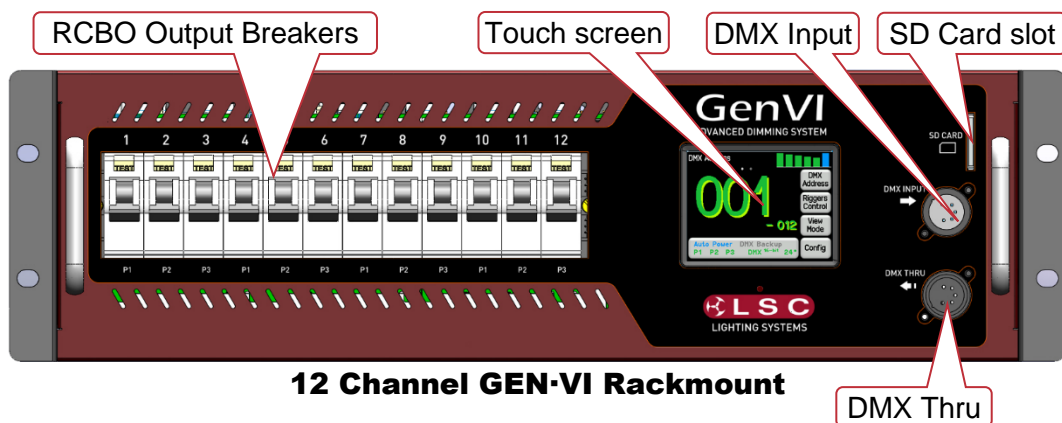 RCBO Output Breakers
Touch screen
DMX Input
SD Card slot
GenVI
ADVANCED DIMMING SYSTEM
SD CARD
1 2 3 4 6 7 8 9 10 11 12
TEST TEST TEST TEST TEST TEST TEST TEST TEST TEST TEST
DMX Address
001
- 012
DMX Address
Riggers Control
View Mode
Config
Auto Power DMX Backup
P1 P2 P3 DMX 24°
DMX INPUT
DMX THRU
P1 P2 P3 P1 P2 P3 P1 P2 P3 P1 P2 P3
LSC
LIGHTING SYSTEMS
12 Channel GEN·VI Rackmount
DMX Thru